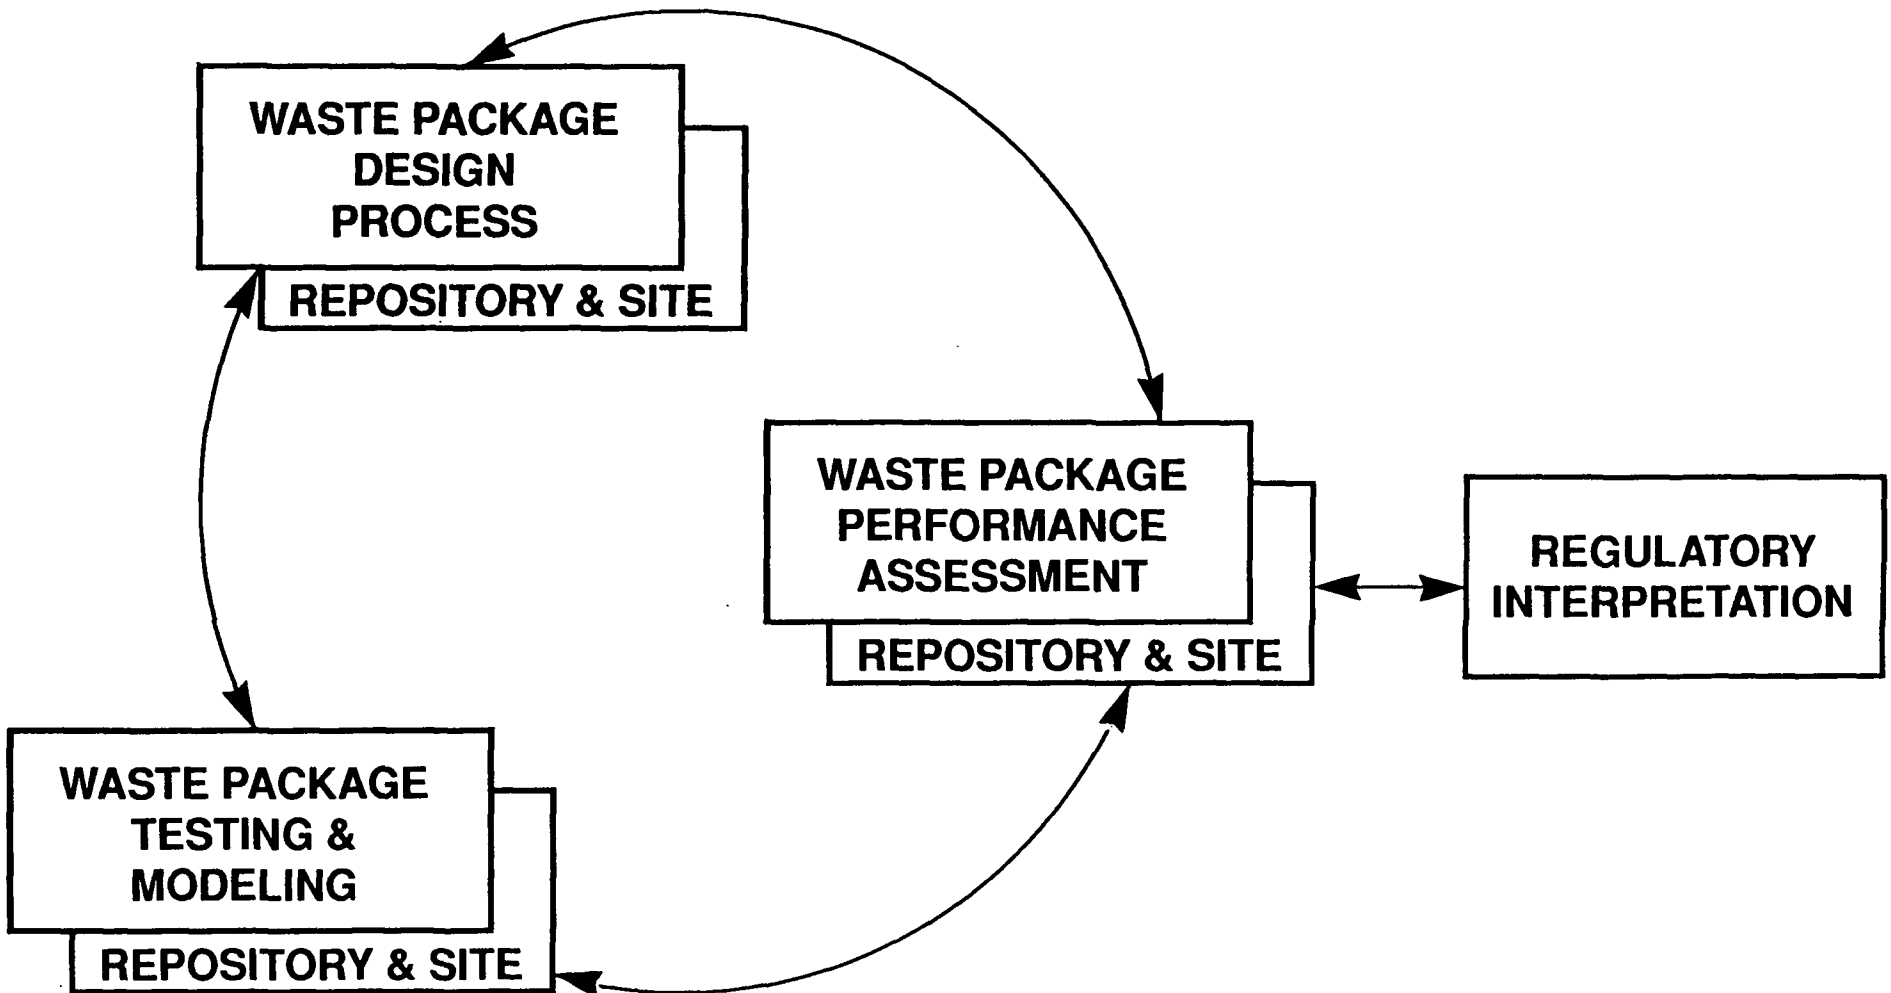 WASTE PACKAGE
DESIGN
PROCESS
REPOSITORY & SITE
WASTE PACKAGE
PERFORMANCE
ASSESSMENT
REPOSITORY & SITE
REGULATORY
INTERPRETATION
WASTE PACKAGE
TESTING &
MODELING
REPOSITORY & SITE